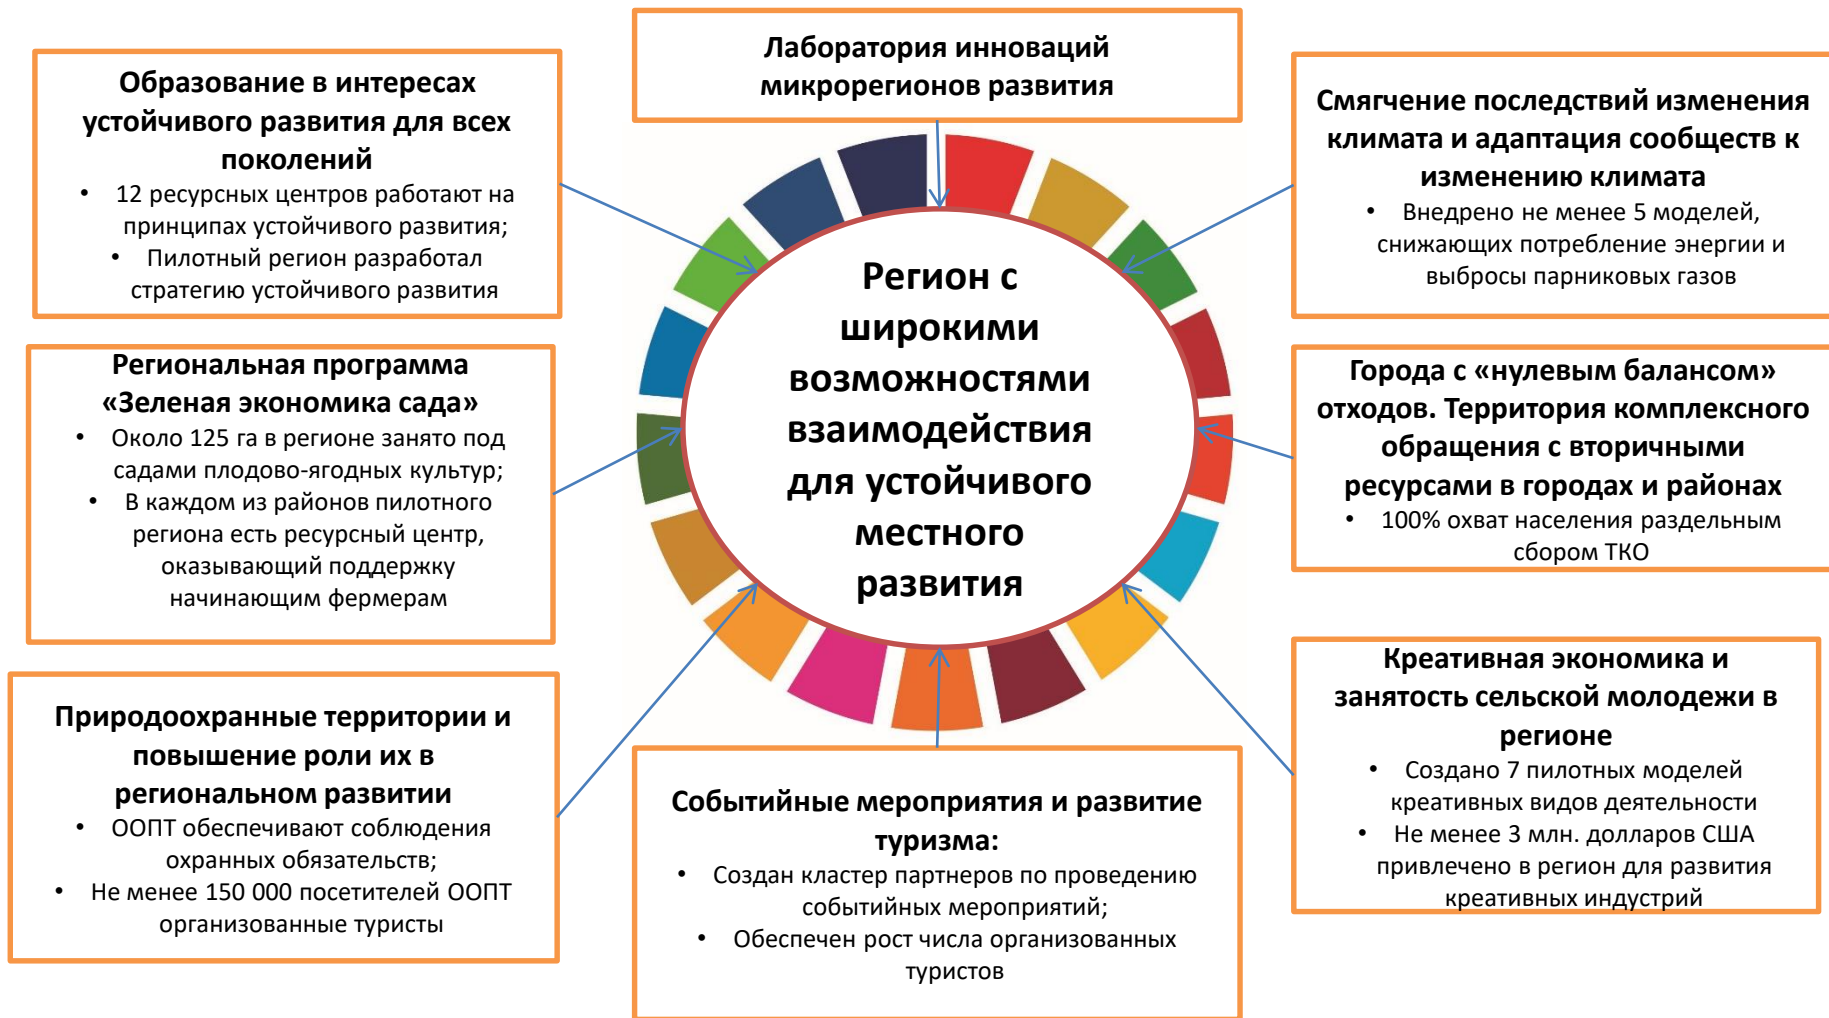 Лаборатория инноваций
микрорегионов развития
Образование в интересах
устойчивого развития для всех
поколений
• 12 ресурсных центров работают на
принципах устойчивого развития;
• Пилотный регион разработал
стратегию устойчивого развития
Смягчение последствий изменения
климата и адаптация сообществ к
изменению климата
• Внедрено не менее 5 моделей,
снижающих потребление энергии и
выбросы парниковых газов
Регион с
широкими
возможностями
взаимодействия
для устойчивого
местного
развития
Региональная программа
«Зеленая экономика сада»
• Около 125 га в регионе занято под
садами плодово-ягодных культур;
• В каждом из районов пилотного
региона есть ресурсный центр,
оказывающий поддержку
начинающим фермерам
Города с «нулевым балансом»
отходов. Территория комплексного
обращения с вторичными
ресурсами в городах и районах
• 100% охват населения раздельным
сбором ТКО
Природоохранные территории и
повышение роли их в
региональном развитии
• ООПТ обеспечивают соблюдения
охранных обязательств;
• Не менее 150 000 посетителей ООПТ
организованные туристы
Событийные мероприятия и развитие
туризма:
• Создан кластер партнеров по проведению
событийных мероприятий;
• Обеспечен рост числа организованных
туристов
Креативная экономика и
занятость сельской молодежи в
регионе
• Создано 7 пилотных моделей
креативных видов деятельности
• Не менее 3 млн. долларов США
привлечено в регион для развития
креативных индустрий